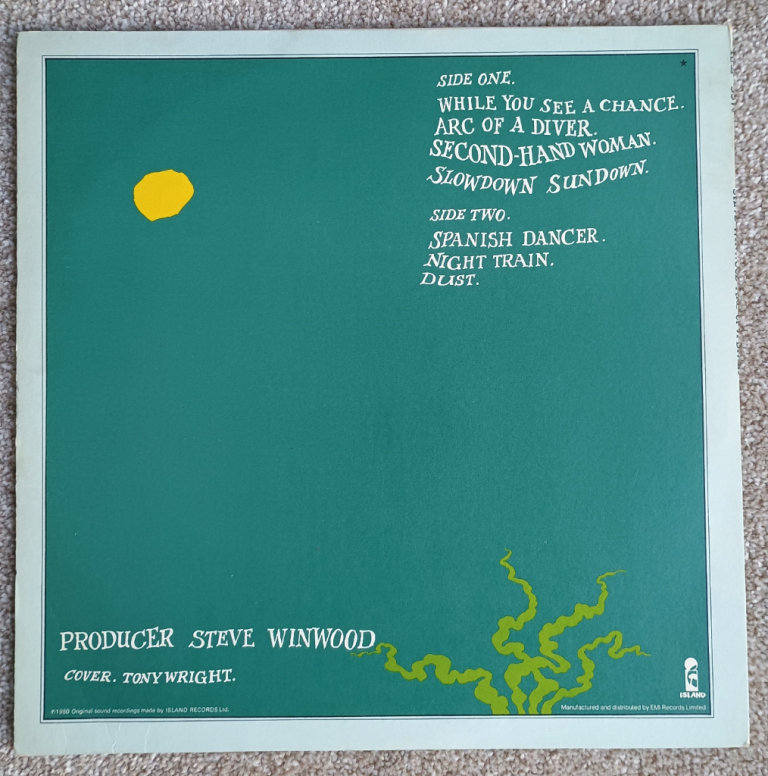 SIDE ONE.
WHILE YOU SEE A CHANCE.
ARC OF A DIVER.
SECOND-HAND WOMAN.
SLOWDOWN SUNDOWN.
SIDE TWO.
SPANISH DANCER.
NIGHT TRAIN.
DUST.
PRODUCER STEVE WINWOOD
COVER. TONY WRIGHT.
℗1980 Original sound recordings made by ISLAND RECORDS Ltd.
ISLAND
Manufactured and distributed by EMI Records Limited